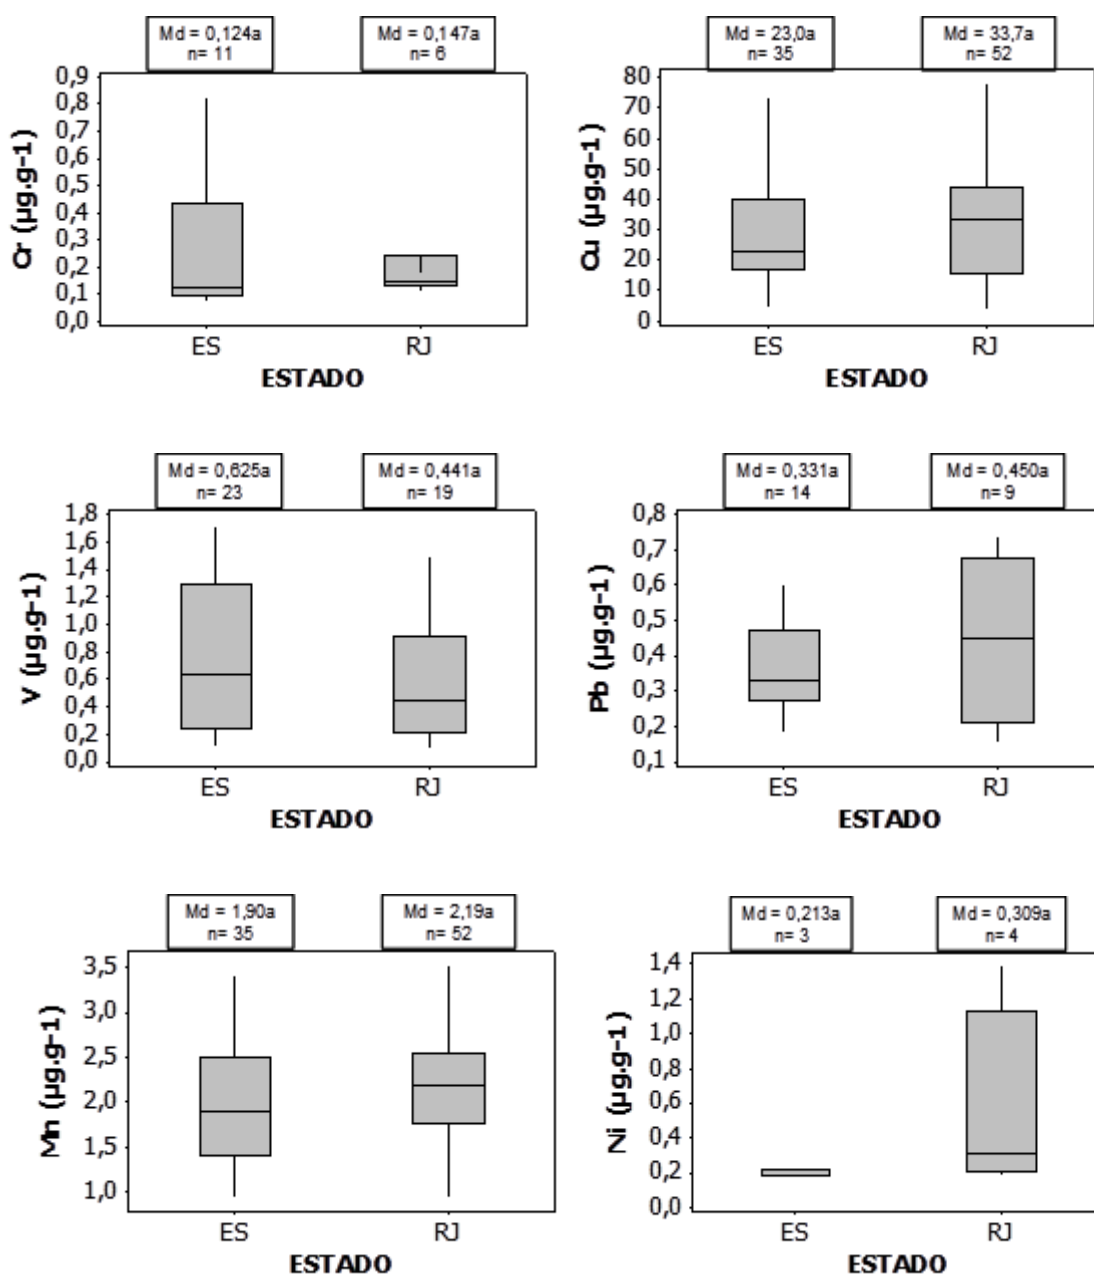 Md = 0,124a
n= 11
Md = 0,147a
n= 6
Cr (µg.g-1)
0,9
0,8
0,7
0,6
0,5
0,4
0,3
0,2
0,1
0,0
ES
RJ
ESTADO
Md = 23,0a
n= 35
Md = 33,7a
n= 52
Cu (µg.g-1)
80
70
60
50
40
30
20
10
0
ES
RJ
ESTADO
Md = 0,625a
n= 23
Md = 0,441a
n= 19
V (µg.g-1)
1,8
1,6
1,4
1,2
1,0
0,8
0,6
0,4
0,2
0,0
ES
RJ
ESTADO
Md = 0,331a
n= 14
Md = 0,450a
n= 9
Pb (µg.g-1)
0,8
0,7
0,6
0,5
0,4
0,3
0,2
0,1
ES
RJ
ESTADO
Md = 1,90a
n= 35
Md = 2,19a
n= 52
Mn (µg.g-1)
3,5
3,0
2,5
2,0
1,5
1,0
ES
RJ
ESTADO
Md = 0,213a
n= 3
Md = 0,309a
n= 4
Ni (µg.g-1)
1,4
1,2
1,0
0,8
0,6
0,4
0,2
0,0
ES
RJ
ESTADO